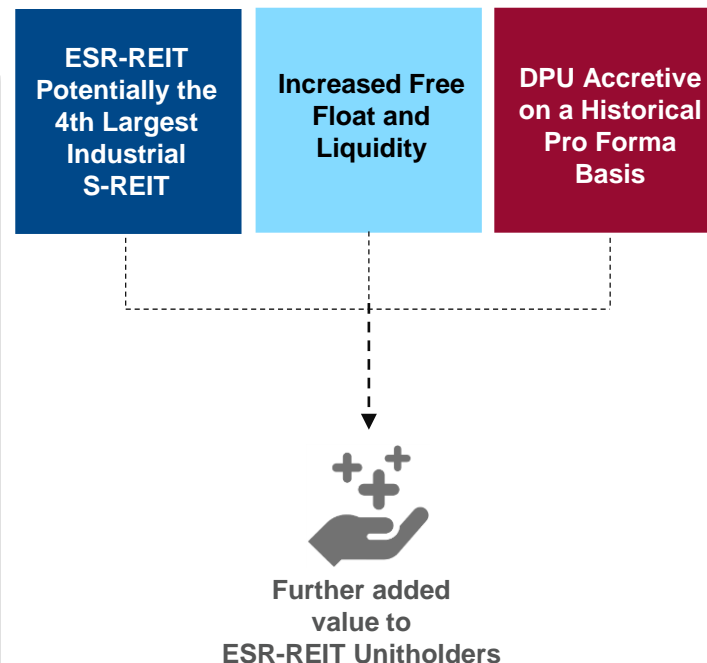 ESR-REIT
Potentially the
4th Largest
Industrial
S-REIT
Increased Free
Float and
Liquidity
DPU Accretive
on a Historical
Pro Forma
Basis
Further added
value to
ESR-REIT Unitholders